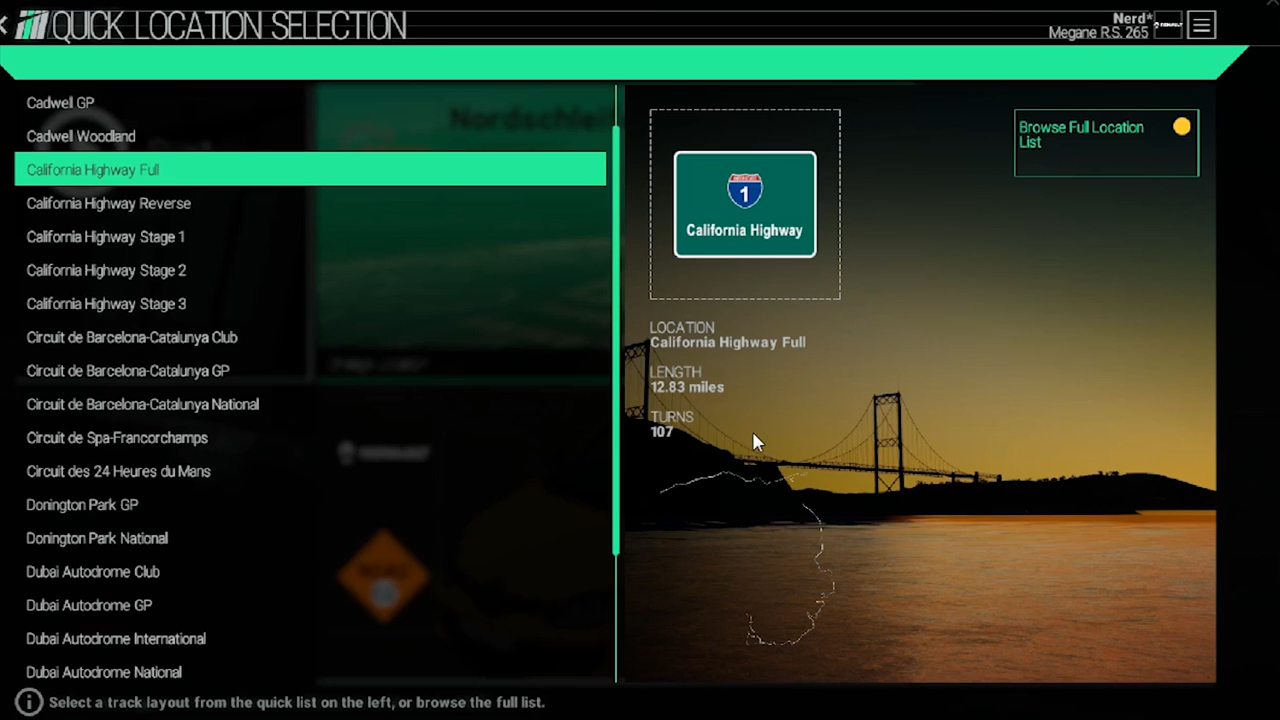 QUICK LOCATION SELECTION
Nerd*
Megane R.S. 265
Cadwell GP
Cadwell Woodland
California Highway Full
California Highway Reverse
California Highway Stage 1
California Highway Stage 2
California Highway Stage 3
Circuit de Barcelona-Catalunya Club
Circuit de Barcelona-Catalunya GP
Circuit de Barcelona-Catalunya National
Circuit de Spa-Francorchamps
Circuit des 24 Heures du Mans
Donington Park GP
Donington Park National
Dubai Autodrome Club
Dubai Autodrome GP
Dubai Autodrome International
Dubai Autodrome National
Nordschleif
1
California Highway
LOCATION
California Highway Full
LENGTH
12.83 miles
TURNS
107
Browse Full Location
List
Select a track layout from the quick list on the left, or browse the full list.